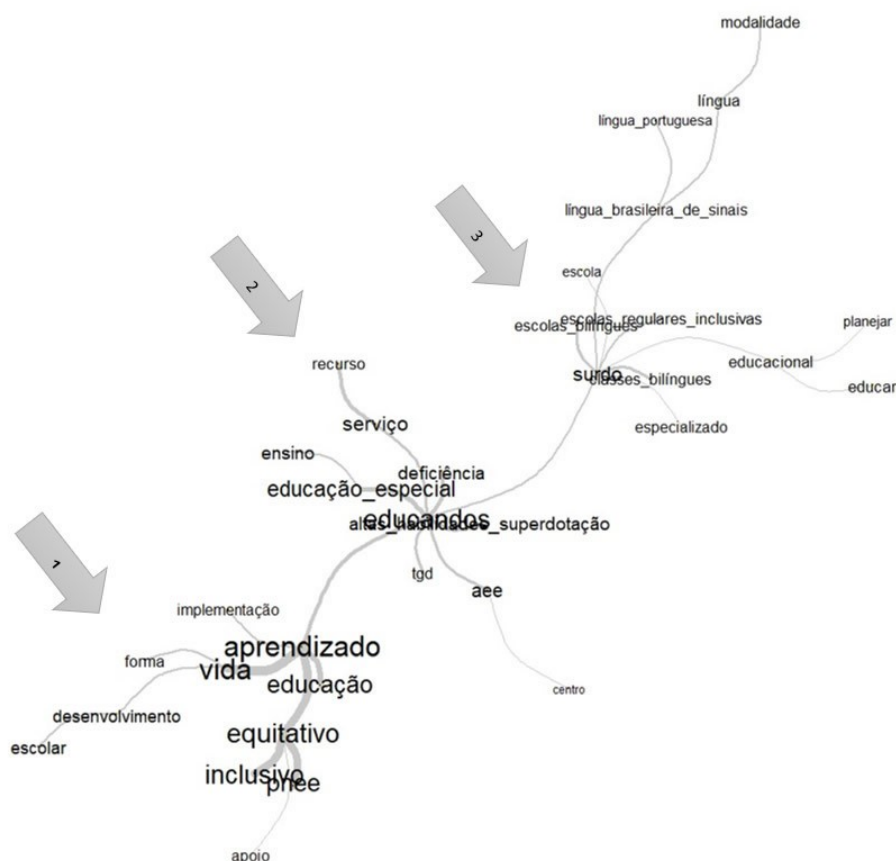 modalidade
língua
língua_portuguesa
língua_brasileira_de_sinais
3
escola
escolas_regulares_inclusivas
escolas_bilíngues
planejar
educacional
educar
surdo
classes_bilíngues
especializado
2
recurso
serviço
ensino
deficiência
educação_especial
educandos
altas_habilidades_superdotação
tgd
aee
centro
1
implementação
aprendizado
forma
vida
educação
desenvolvimento
equitativo
escolar
inclusivo
pnee
apoio